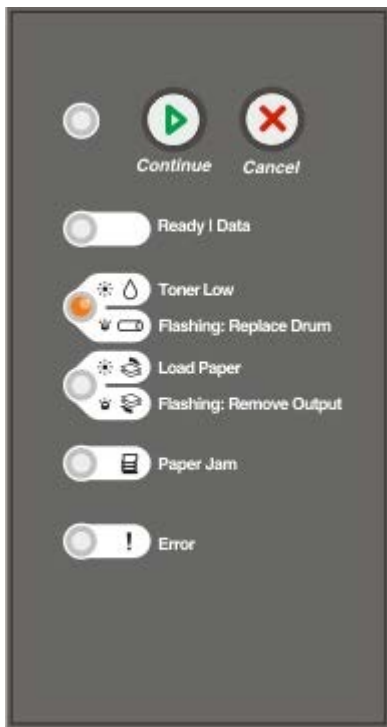 Continue
Cancel
Ready | Data
Toner Low
Flashing: Replace Drum
Load Paper
Flashing: Remove Output
Paper Jam
! Error